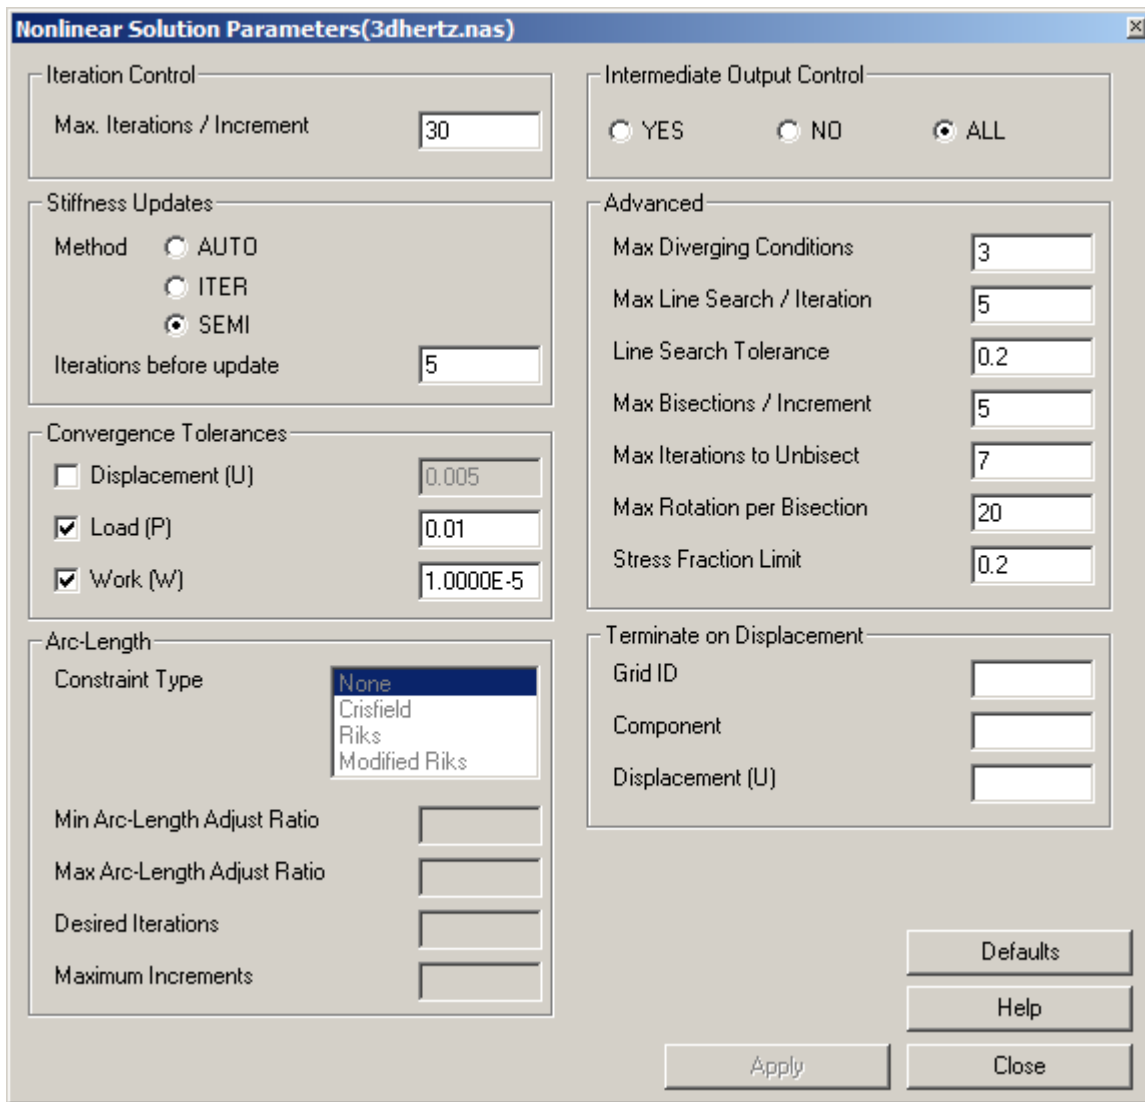 Nonlinear Solution Parameters(3dhertz.nas)
Iteration Control
Max. Iterations / Increment 30
Stiffness Updates
Method AUTO
ITER
SEMI
Iterations before update 5
Convergence Tolerances
Displacement (U) 0.005
Load (P) 0.01
Work (W) 1.0000E-5
Arc-Length
Constraint Type None
Crisfield
Riks
Modified Riks
Min Arc-Length Adjust Ratio
Max Arc-Length Adjust Ratio
Desired Iterations
Maximum Increments
Intermediate Output Control
YES NO ALL
Advanced
Max Diverging Conditions 3
Max Line Search / Iteration 5
Line Search Tolerance 0.2
Max Bisections / Increment 5
Max Iterations to Unbisect 7
Max Rotation per Bisection 20
Stress Fraction Limit 0.2
Terminate on Displacement
Grid ID
Component
Displacement (U)
Defaults
Help
Apply Close